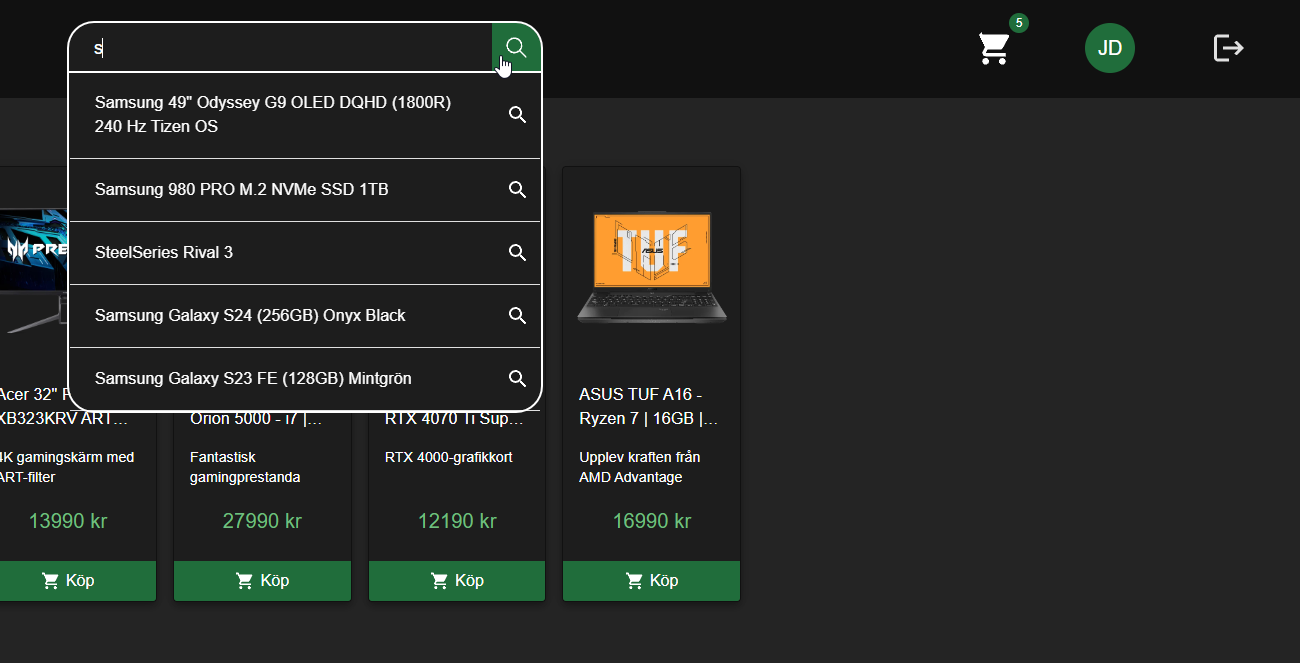 s
5
JD
Samsung 49" Odyssey G9 OLED DQHD (1800R)
240 Hz Tizen OS
Samsung 980 PRO M.2 NVMe SSD 1TB
SteelSeries Rival 3
Samsung Galaxy S24 (256GB) Onyx Black
Samsung Galaxy S23 FE (128GB) Mintgrön
TUF
ASUS
Acer 32"
XB323KRV ART...
4K gamingskärm med
ART-filter
13990 kr
Köp
Orion 5000 - i7 |...
Fantastisk
gamingprestanda
27990 kr
Köp
RTX 4070 Ti Sup...
RTX 4000-grafikkort
12190 kr
Köp
ASUS TUF A16 -
Ryzen 7 | 16GB |...
Upplev kraften från
AMD Advantage
16990 kr
Köp